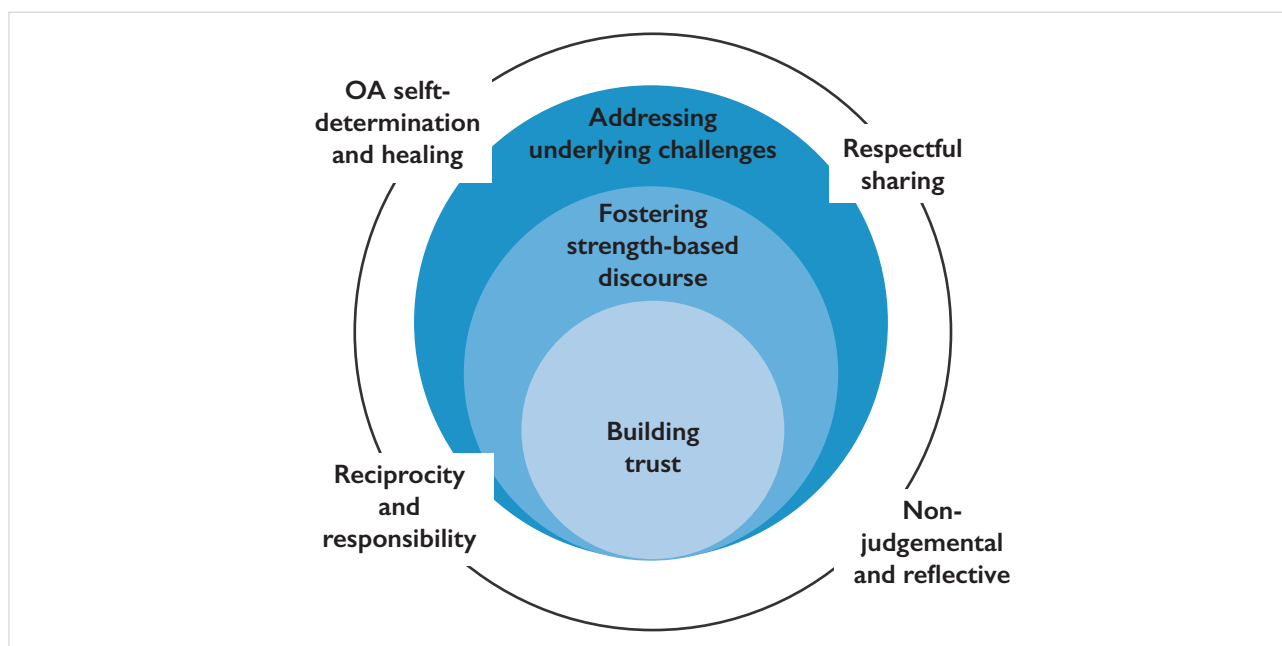 OA selft-
determination
and healing
Addressing
underlying challenges
Respectful
sharing
Fostering
strength-based
discourse
Building
trust
Reciprocity
and
responsibility
Non-
judgemental
and reflective